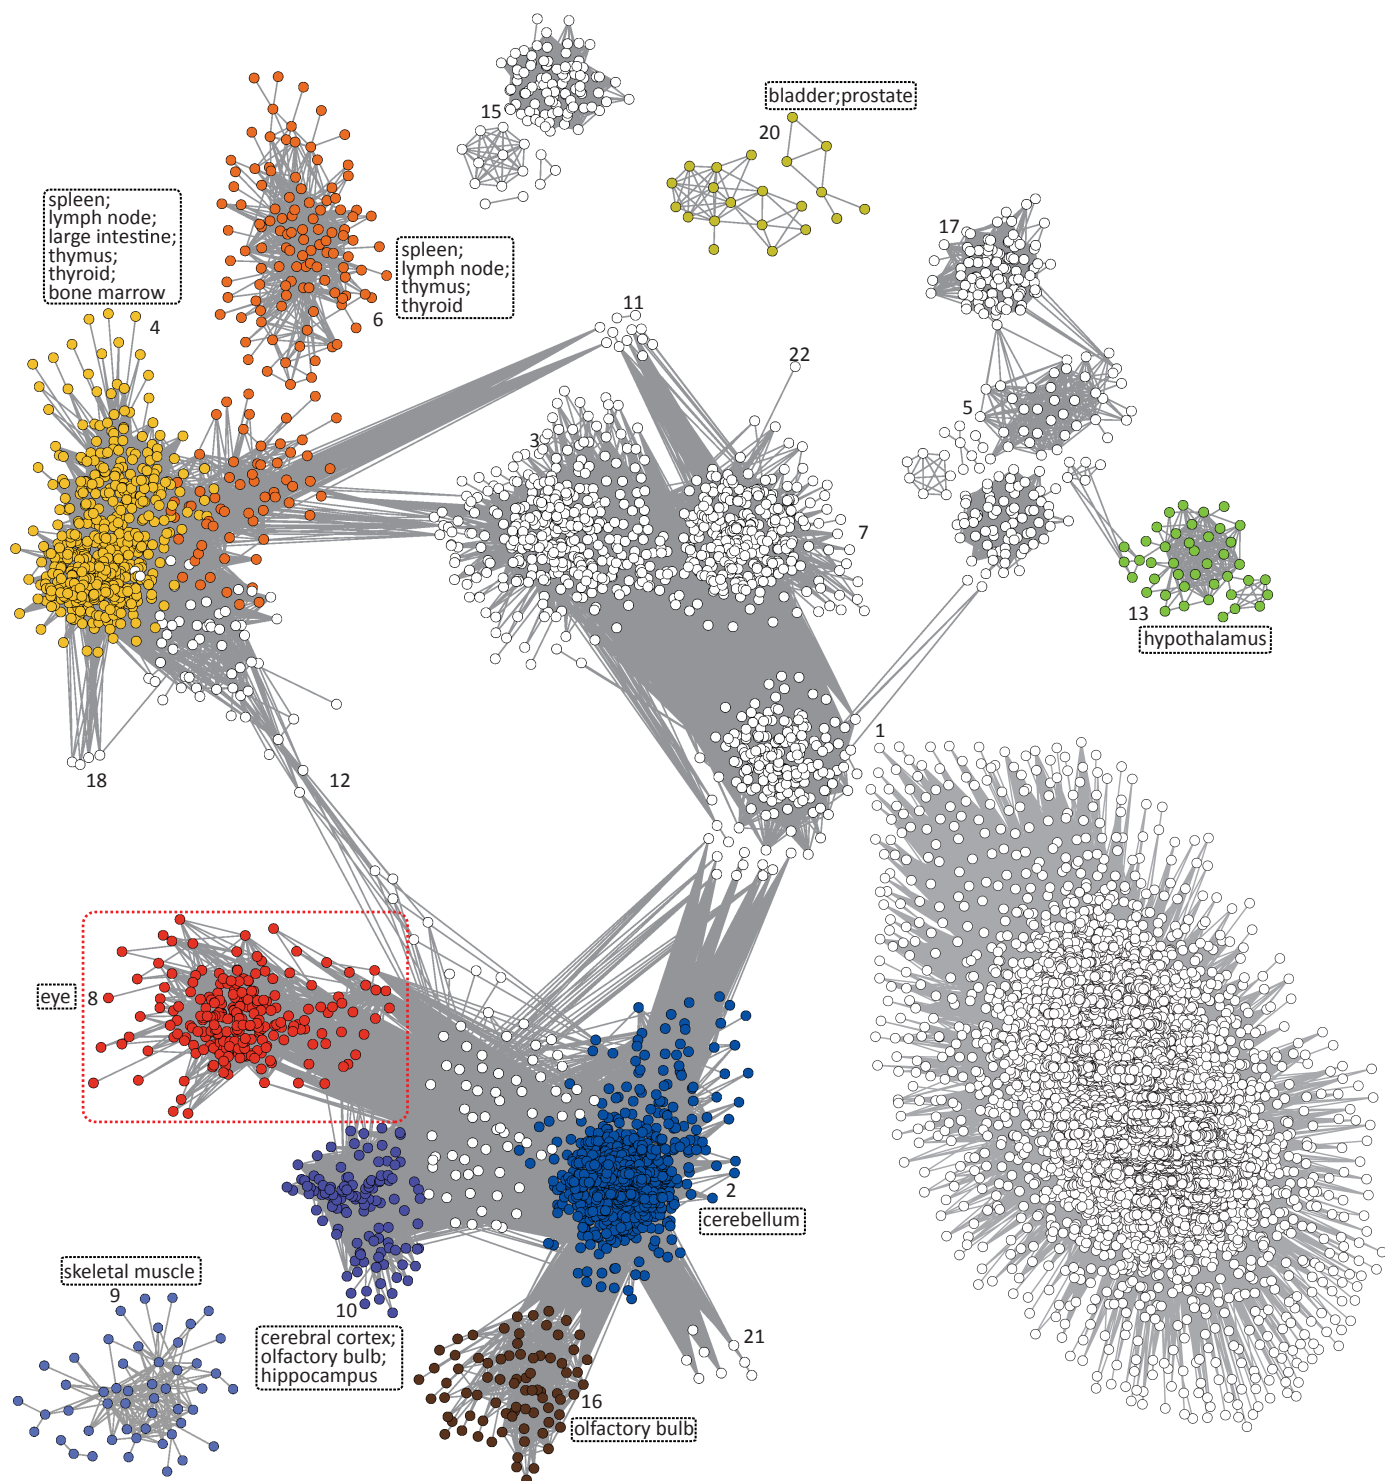 bladder;prostate
15
20
spleen;
lymph node;
large intestine;
thymus;
thyroid;
bone marrow
17
spleen;
lymph node;
thymus;
thyroid
11
6
4
22
5
3
7
13
hypothalamus
1
18
12
eye
8
2
cerebellum
skeletal muscle
9
10
cerebral cortex;
olfactory bulb;
hippocampus
21
16
olfactory bulb